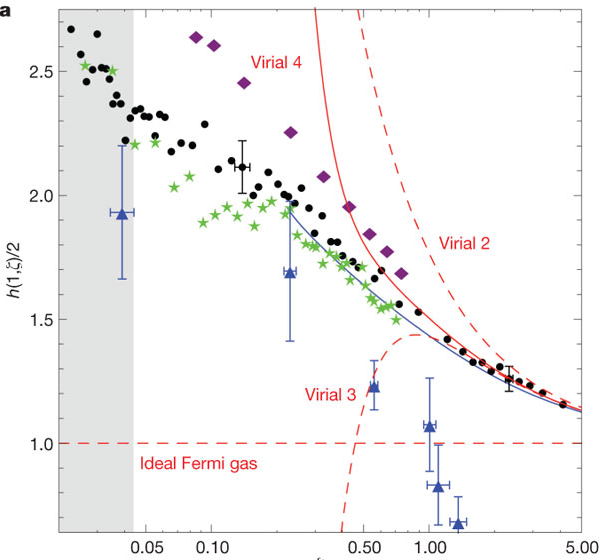 a
2.5
2.0
1.5
1.0
h(1,ζ)/2
Virial 4
Virial 2
Virial 3
Ideal Fermi gas
0.05
0.10
0.50
1.00
5.00